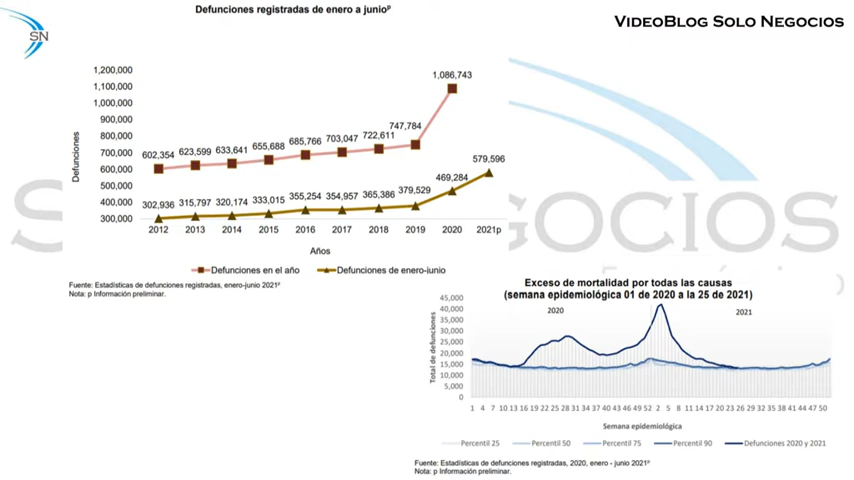 SN
VideoBlog Solo Negocios
Defunciones registradas de enero a junioᵖ
Defunciones
1,200,000
1,100,000
1,000,000
900,000
800,000
700,000
600,000
500,000
400,000
300,000
602,354 623,599 633,641 655,688 685,766 703,047 722,611 747,784 1,086,743
302,936 315,797 320,174 333,015 355,254 354,957 365,386 379,529 469,284 579,596
2012 2013 2014 2015 2016 2017 2018 2019 2020 2021p
Años
Defunciones en el año Defunciones de enero-junio
Fuente: Estadísticas de defunciones registradas, enero-junio 2021ᵖ
Nota: p Información preliminar.
Exceso de mortalidad por todas las causas
(semana epidemiológica 01 de 2020 a la 25 de 2021)
Total de defunciones
45,000
40,000
35,000
30,000
25,000
20,000
15,000
10,000
5,000
0
2020 2021
1 4 7 10 13 16 19 22 25 28 31 34 37 40 43 46 49 52 2 5 8 11 14 17 20 23 26 29 32 35 38 41 44 47 50
Semana epidemiológica
Percentil 25 Percentil 50 Percentil 75 Percentil 90 Defunciones 2020 y 2021
Fuente: Estadísticas de defunciones registradas, 2020, enero - junio 2021ᵖ
Nota: p Información preliminar.